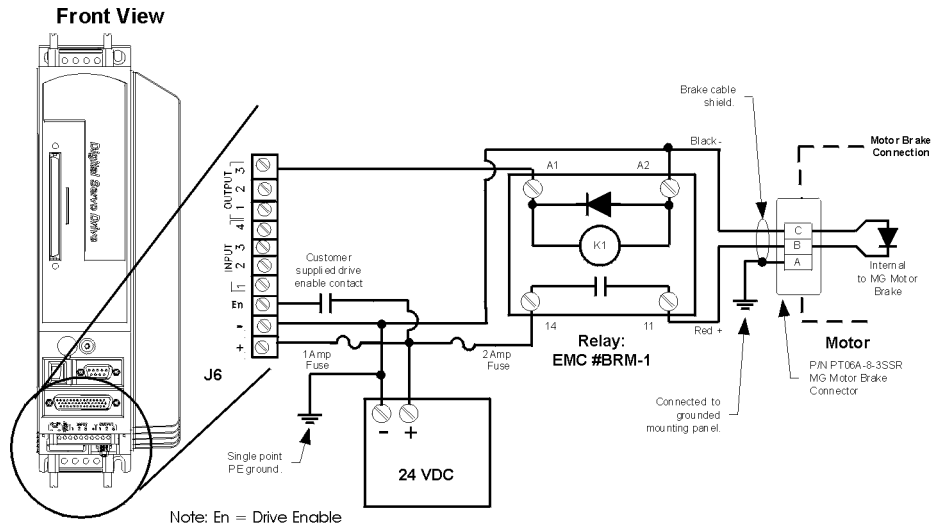 Front View
Digital Servo Drive
OUTPUT
3
2
1
INPUT
4
3
2
1
En
-
+
J6
Customer
supplied drive
enable contact
1 Amp
Fuse
2 Amp
Fuse
Single point
PE ground.
- +
24 VDC
A1
A2
K1
14
11
Relay:
EMC #BRM-1
Black -
Red +
Brake cable
shield.
Motor Brake
Connection
C
B
A
Internal
to MG Motor
Brake
Motor
P/N PT06A-8-3SSR
MG Motor Brake
Connector
Connected to
grounded
mounting panel.
Note: En = Drive Enable